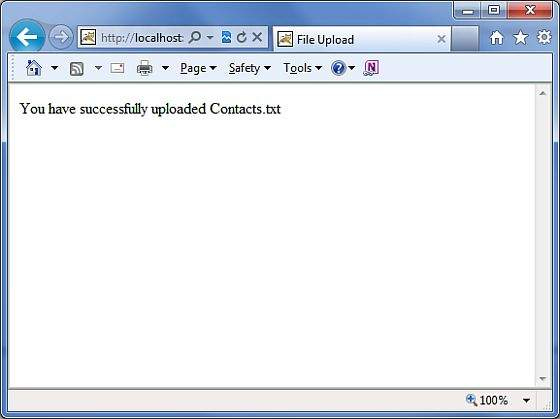 http://localhost:
File Upload
Page Safety Tools
You have successfully uploaded Contacts.txt
100%